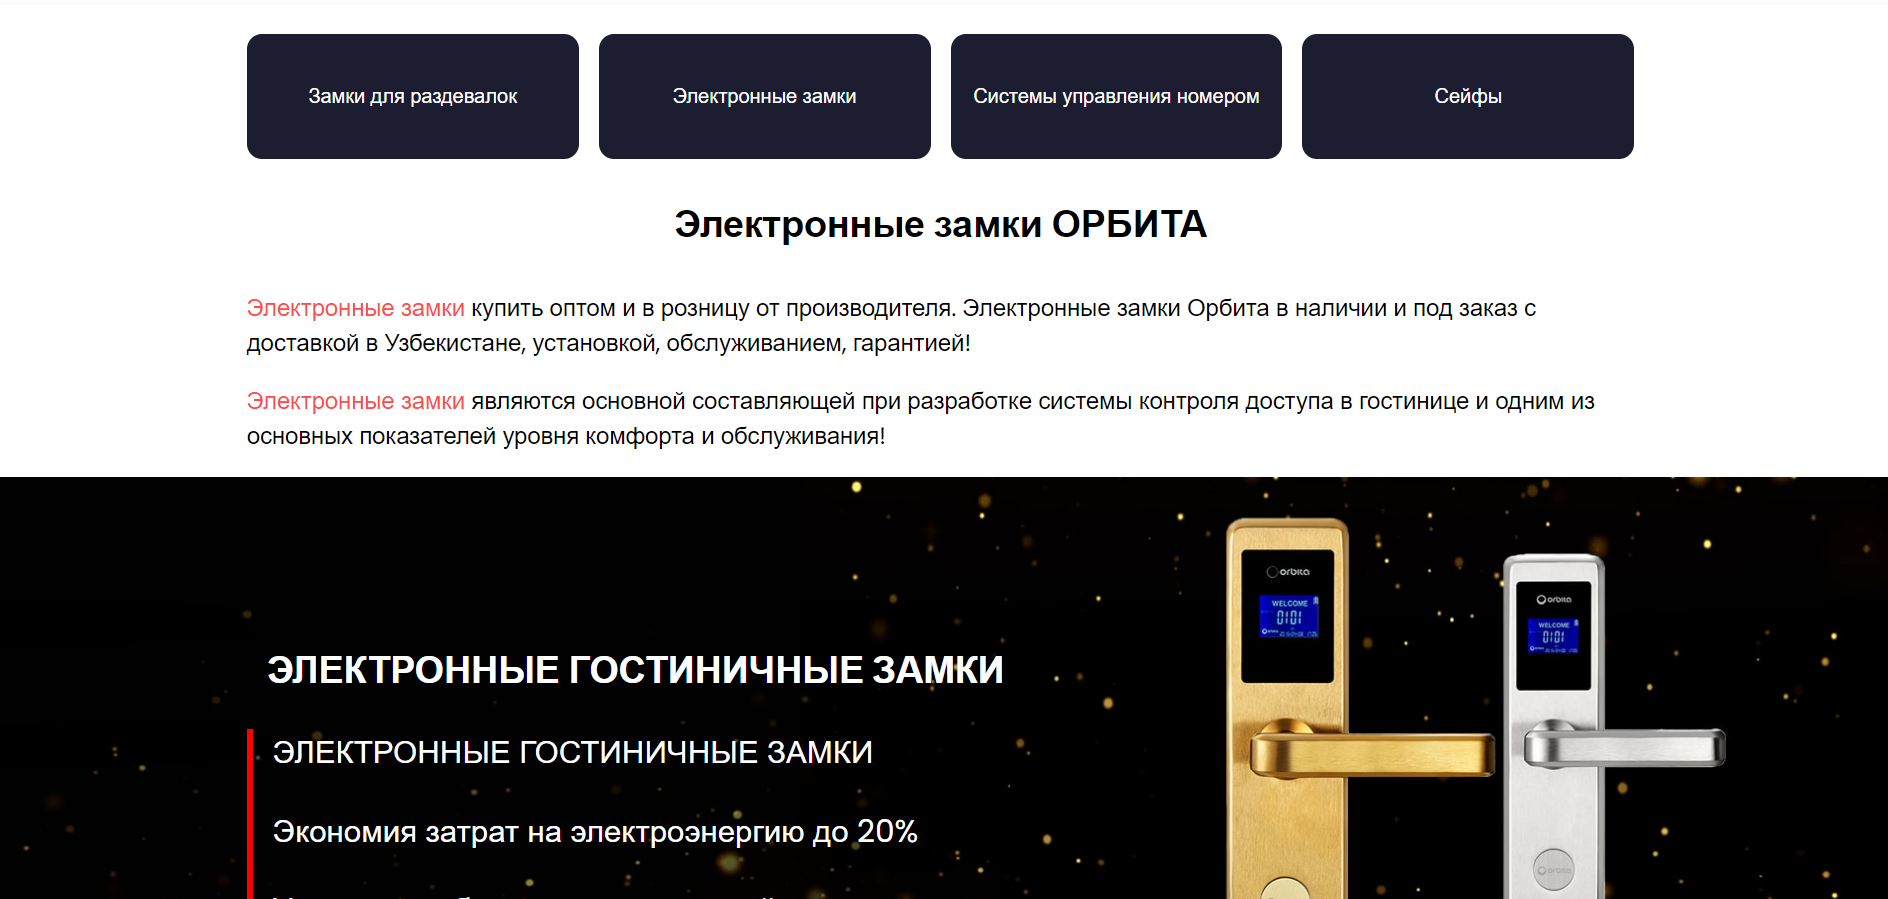 Замки для раздевалок
Электронные замки
Системы управления номером
Сейфы
Электронные замки ОРБИТА
Электронные замки купить оптом и в розницу от производителя. Электронные замки Орбита в наличии и под заказ с
доставкой в Узбекистане, установкой, обслуживанием, гарантией!
Электронные замки являются основной составляющей при разработке системы контроля доступа в гостинице и одним из
основных показателей уровня комфорта и обслуживания!
ЭЛЕКТРОННЫЕ ГОСТИНИЧНЫЕ ЗАМКИ
ЭЛЕКТРОННЫЕ ГОСТИНИЧНЫЕ ЗАМКИ
Экономия затрат на электроэнергию до 20%
orbita
WELCOME
0101
orbita
WELCOME
0101
orbita